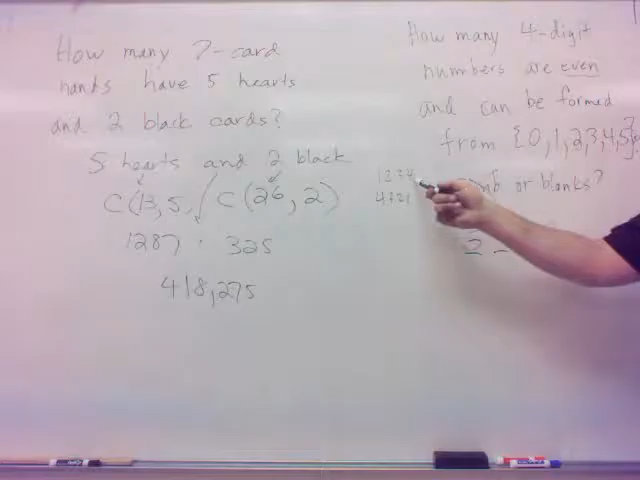 How many 7-card
hands have 5 hearts
and 2 black cards?
5 hearts and 2 black
C(13,5) C(26,2)
1287 · 325
418,275
How many 4-digit
numbers are even
and can be formed
from {0,1,2,3,4,5}?
1234
4321
or blanks?
2 _